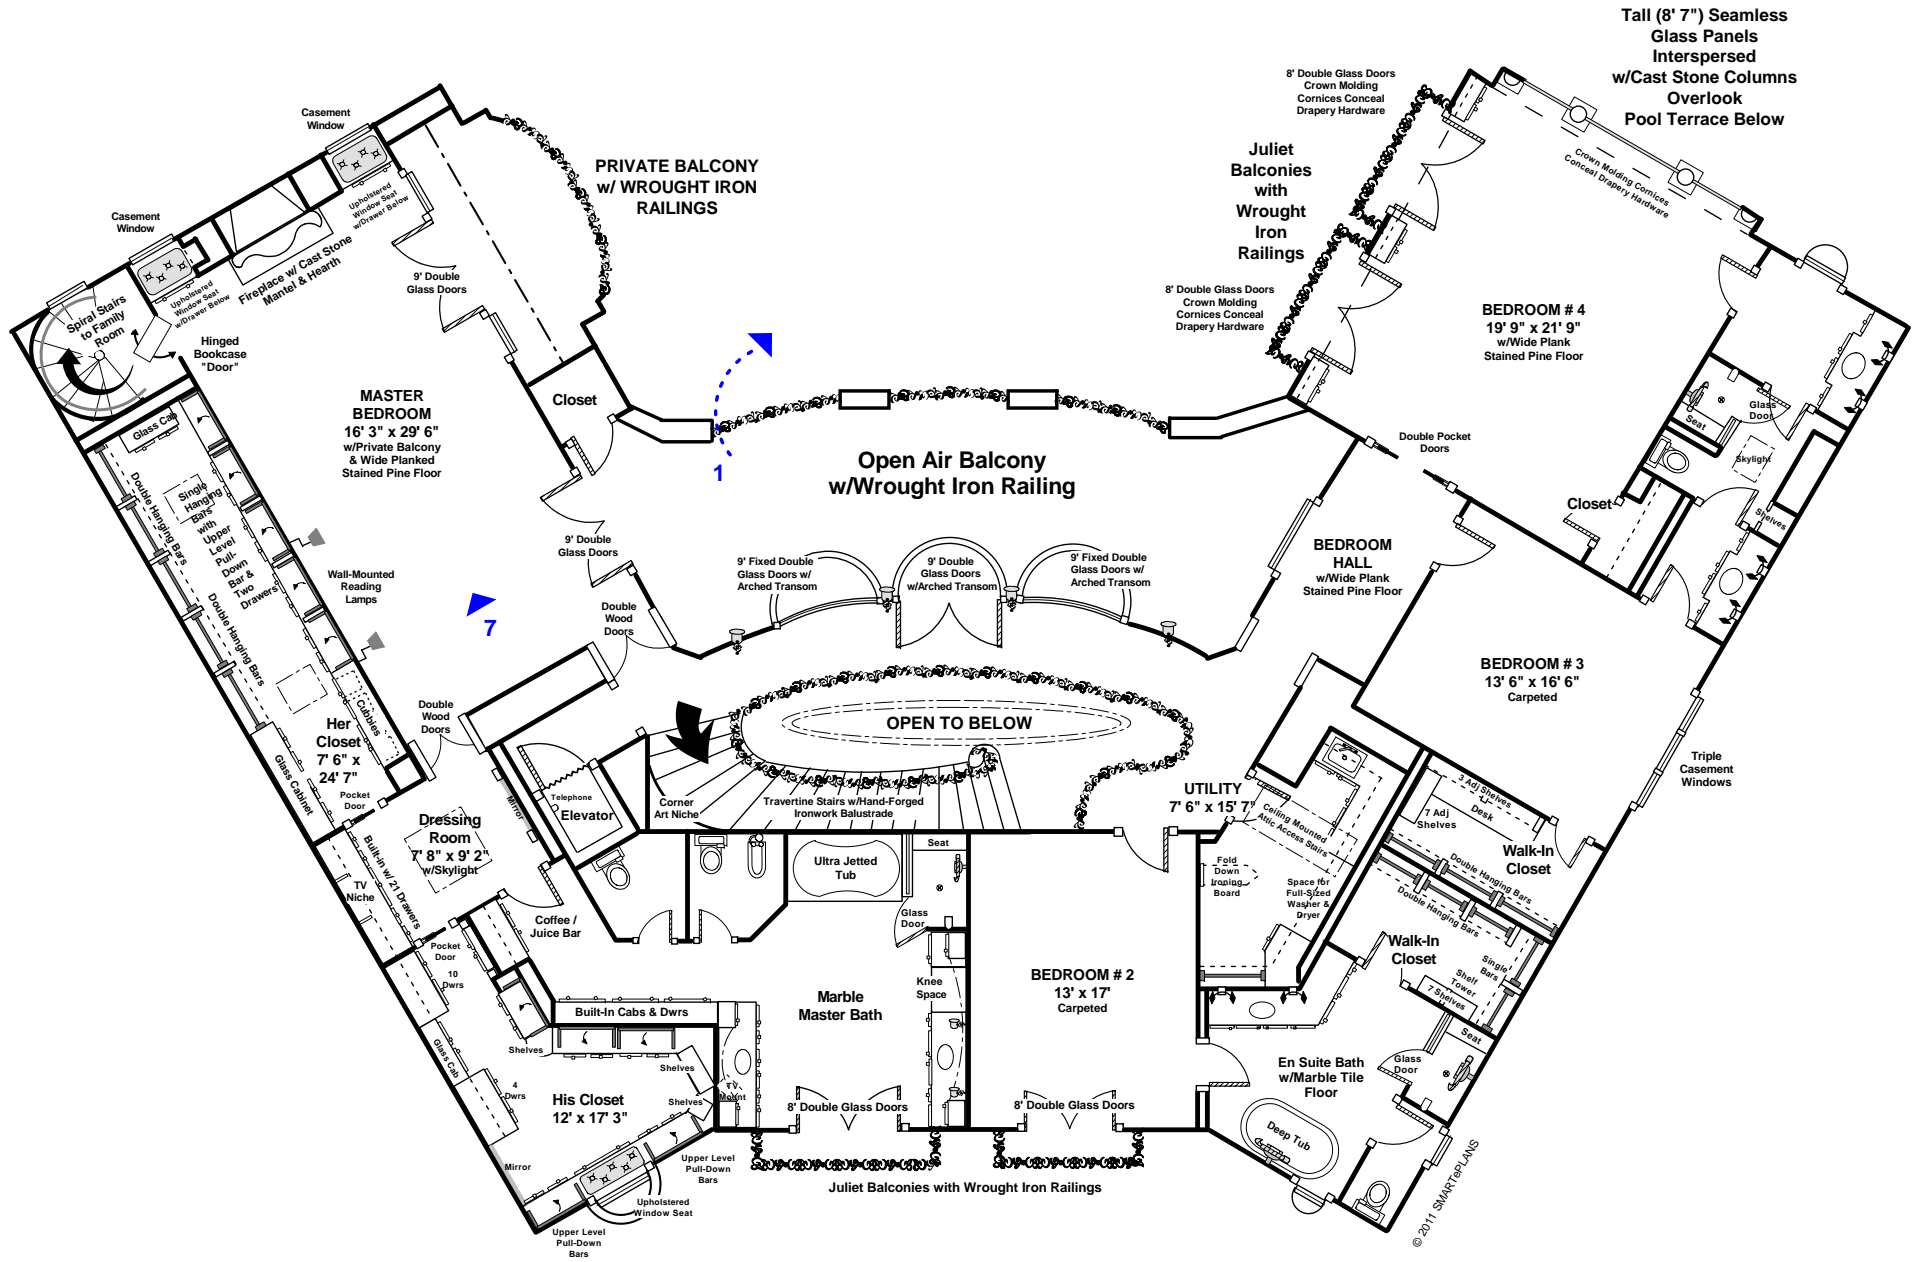 Tall (8' 7") Seamless
Glass Panels
Interspersed
w/Cast Stone Columns
Overlook
Pool Terrace Below
8' Double Glass Doors
Crown Molding
Cornices Conceal
Drapery Hardware
Casement
Window
Juliet
Balconies
with
Wrought
Iron
Railings
Crown Molding Cornices
Conceal Drapery Hardware
PRIVATE BALCONY
w/ WROUGHT IRON
RAILINGS
Upholstered
Window Seat
w/Drawer Below
Casement
Window
Fireplace w/ Cast Stone
Mantel & Hearth
9' Double
Glass Doors
Upholstered
Window Seat
w/Drawer Below
8' Double Glass Doors
Crown Molding
Cornices Conceal
Drapery Hardware
Spiral Stairs
to Family
Room
BEDROOM # 4
19' 9" x 21' 9"
w/Wide Plank
Stained Pine Floor
Hinged
Bookcase
"Door"
MASTER
BEDROOM
16' 3" x 29' 6"
w/Private Balcony
& Wide Planked
Stained Pine Floor
Closet
Glass Cab
Glass
Door
Seat
Double Pocket
Doors
Skylight
1
Open Air Balcony
w/Wrought Iron Railing
Double Hanging Bars
Single
Hanging
Bars
with
Upper
Level
Pull-
Down
Bar &
Two
Drawers
Closet
Shelves
9' Double
Glass Doors
9' Fixed Double
Glass Doors w/
Arched Transom
9' Double
Glass Doors
w/Arched Transom
9' Fixed Double
Glass Doors w/
Arched Transom
BEDROOM
HALL
w/Wide Plank
Stained Pine Floor
Wall-Mounted
Reading
Lamps
Double Hanging Bars
7
Double
Wood
Doors
BEDROOM # 3
13' 6" x 16' 6"
Carpeted
Double
Wood
Doors
Cubbies
Her
Closet
7' 6" x
24' 7"
OPEN TO BELOW
Glass Cabinet
Triple
Casement
Windows
Pocket
Door
Mirror
Telephone
Elevator
Corner
Art Niche
Travertine Stairs w/Hand-Forged
Ironwork Balustrade
UTILITY
7' 6" x 15' 7"
Ceiling Mounted
Attic Access Stairs
3 Adj Shelves
Desk
7 Adj
Shelves
Dressing
Room
7' 8" x 9' 2"
w/Skylight
Walk-In
Closet
Double Hanging Bars
Double Hanging Bars
Built-in w/ 21 Drawers
TV
Niche
Ultra Jetted
Tub
Seat
Fold
Down
Ironing
Board
Space for
Full-Sized
Washer &
Dryer
Coffee /
Juice Bar
Glass
Door
Walk-In
Closet
Single
Bars
Shelf
Tower
7 Shelves
Pocket
Door
10
Dwrs
Knee
Space
BEDROOM # 2
13' x 17'
Carpeted
Marble
Master Bath
Built-In Cabs & Dwrs
Shelves
Glass Cab
Shelves
Seat
Glass
Door
En Suite Bath
w/Marble Tile
Floor
4
Dwrs
His Closet
12' x 17' 3"
Shelves
TV
Mount
8' Double Glass Doors
8' Double Glass Doors
Deep Tub
Mirror
Upper Level
Pull-Down
Bars
Juliet Balconies with Wrought Iron Railings
Upholstered
Window Seat
Upper Level
Pull-Down
Bars
© 2011 SMARTePLANS